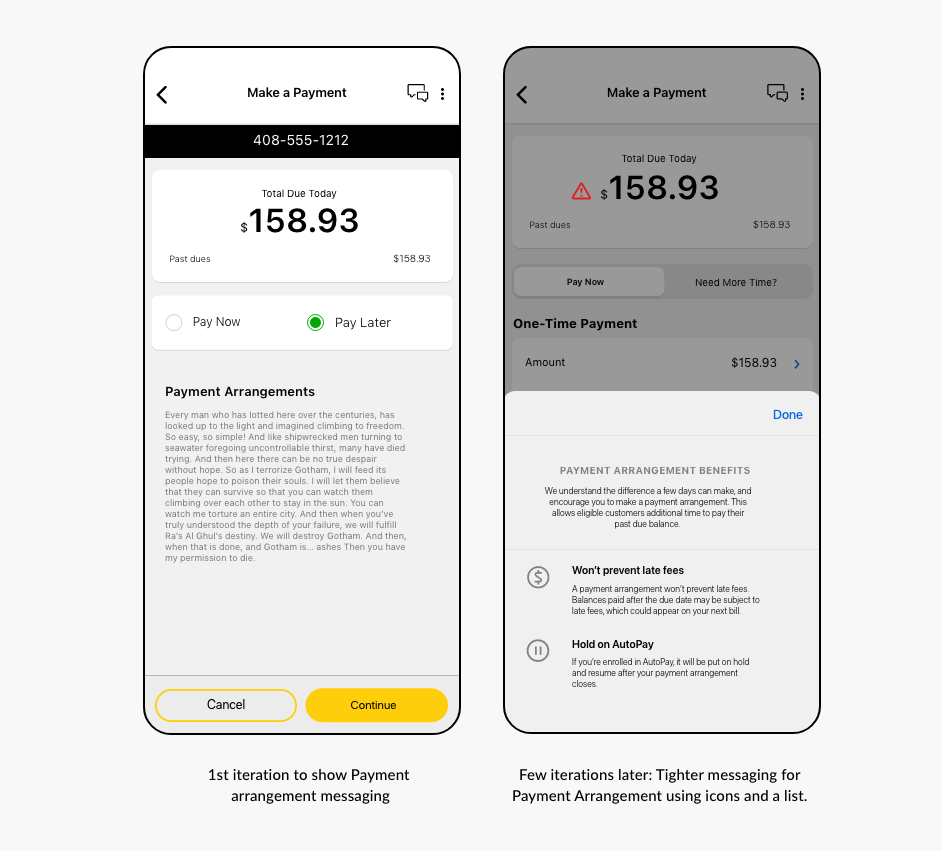 Make a Payment
408-555-1212
Total Due Today
$158.93
Past dues $158.93
Pay Now Pay Later
Payment Arrangements
Every man who has lotted here over the centuries, has
looked up to the light and imagined climbing to freedom.
So easy, so simple! And like shipwrecked men turning to
seawater foregoing uncontrollable thirst, many have died
trying. And then here there can be no true despair
without hope. So as I terrorize Gotham, I will feed its
people hope to poison their souls. I will let them believe
that they can survive so that you can watch them
climbing over each other to stay in the sun. You can
watch me torture an entire city. And then when you've
truly understood the depth of your failure, we will fulfill
Ra's Al Ghul's destiny. We will destroy Gotham. And then,
when that is done, and Gotham is... ashes Then you have
my permission to die.
Cancel Continue
1st iteration to show Payment
arrangement messaging
Make a Payment
Total Due Today
$158.93
Past dues $158.93
Pay Now Need More Time?
One-Time Payment
Amount $158.93
Done
PAYMENT ARRANGEMENT BENEFITS
We understand the difference a few days can make, and
encourage you to make a payment arrangement. This
allows eligible customers additional time to pay their
past due balance.
Won't prevent late fees
A payment arrangement won't prevent late fees.
Balances paid after the due date may be subject to
late fees, which could appear on your next bill.
Hold on AutoPay
If you're enrolled in AutoPay, it will be put on hold
and resume after your payment arrangement
closes.
Few iterations later: Tighter messaging for
Payment Arrangement using icons and a list.